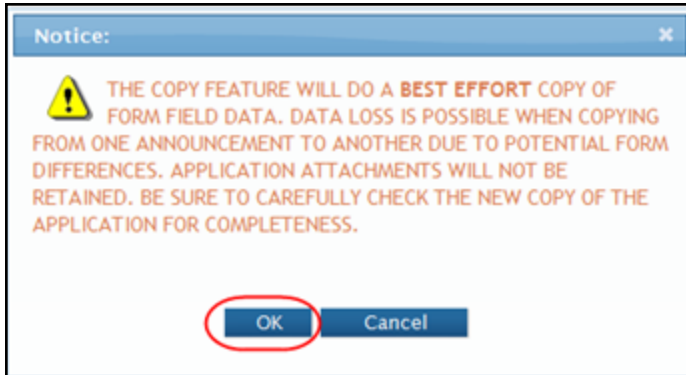 Notice:
THE COPY FEATURE WILL DO A BEST EFFORT COPY OF
FORM FIELD DATA. DATA LOSS IS POSSIBLE WHEN COPYING
FROM ONE ANNOUNCEMENT TO ANOTHER DUE TO POTENTIAL FORM
DIFFERENCES. APPLICATION ATTACHMENTS WILL NOT BE
RETAINED. BE SURE TO CAREFULLY CHECK THE NEW COPY OF THE
APPLICATION FOR COMPLETENESS.
OK Cancel